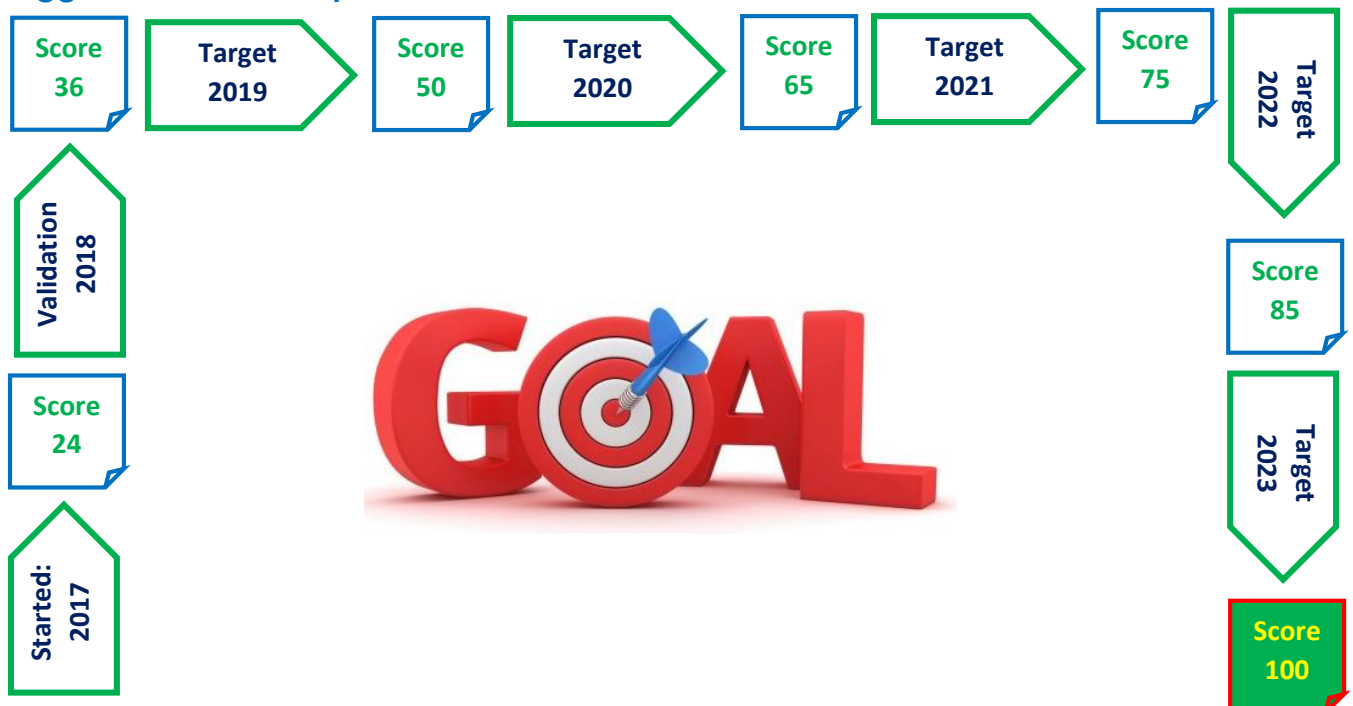 Score
36
Target
2019
Score
50
Target
2020
Score
65
Target
2021
Score
75
Target
2022
Validation
2018
Score
85
GOAL
Score
24
Target
2023
Started:
2017
Score
100